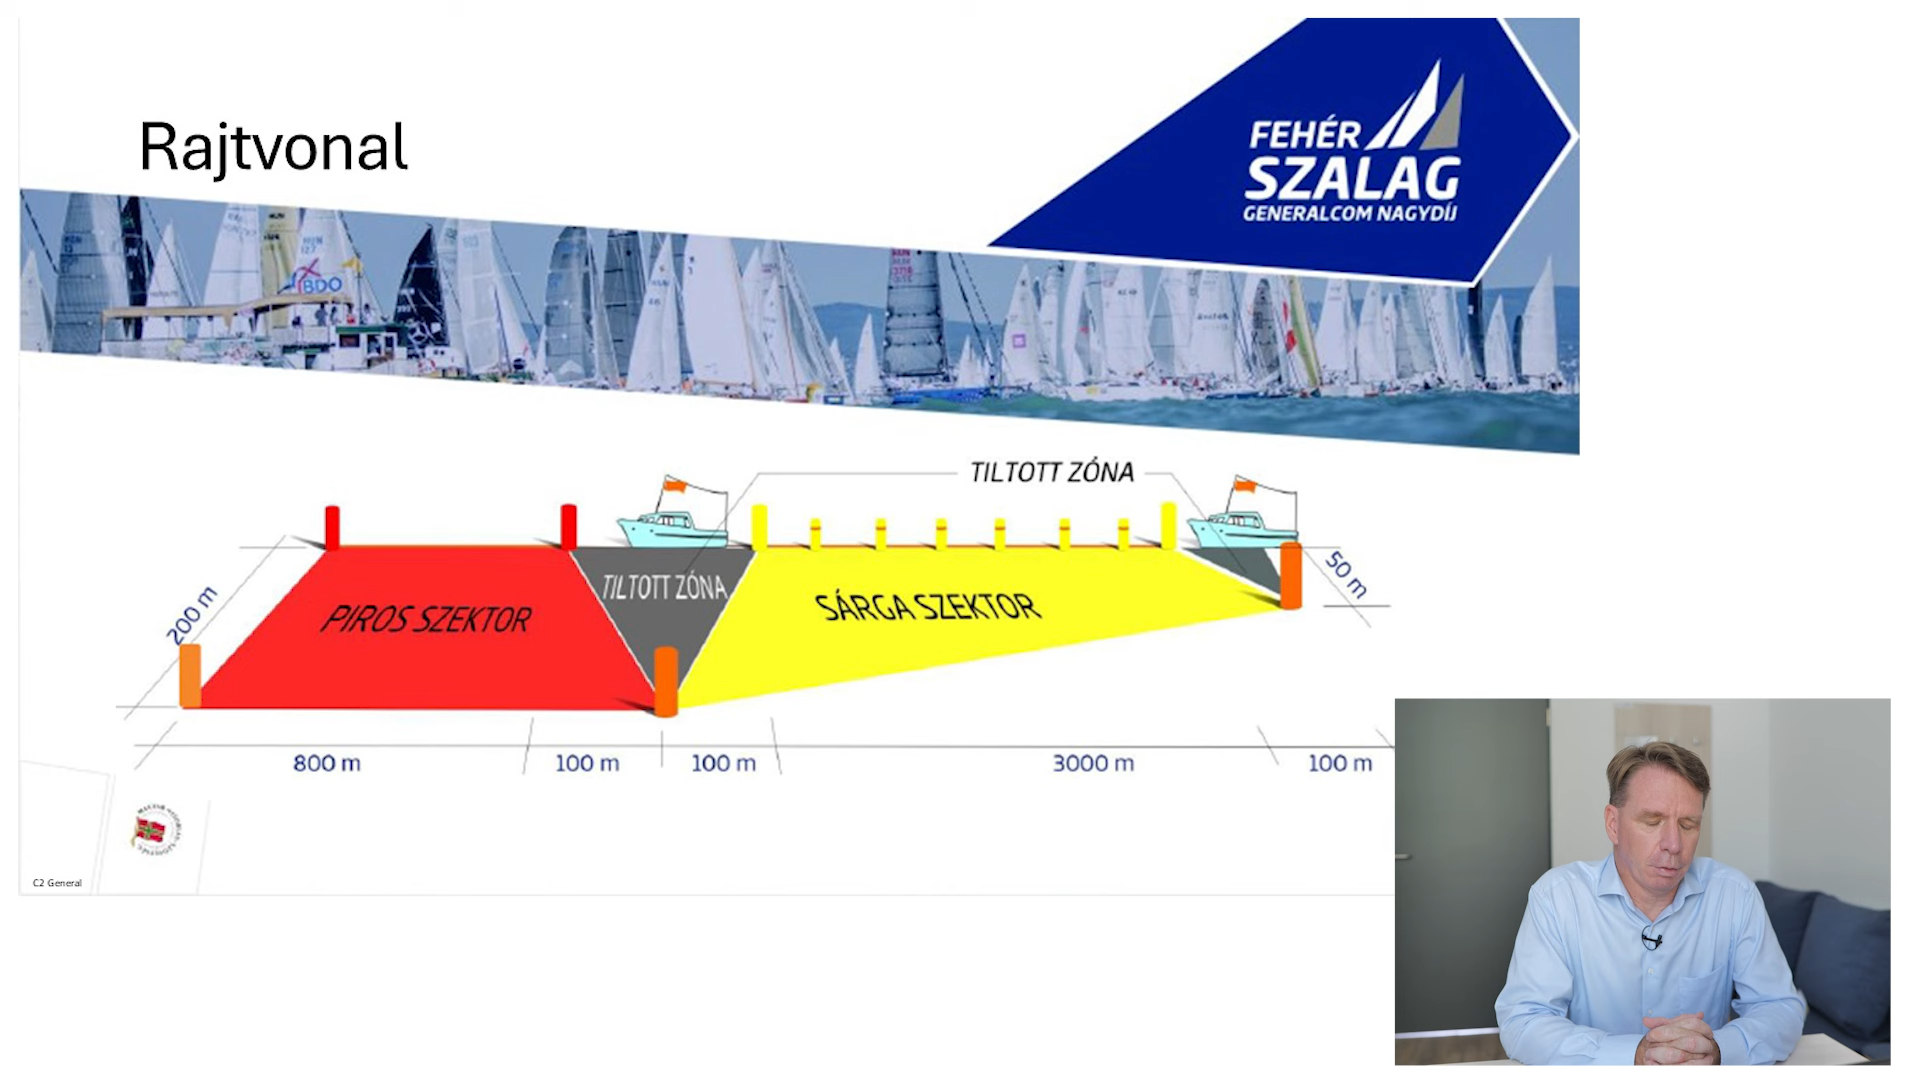 Rajtvonal
FEHÉR
SZALAG
GENERALCOM NAGYDÍJ
BDO
TILTOTT ZÓNA
TILTOTT ZÓNA
PIROS SZEKTOR
SÁRGA SZEKTOR
200 m
50 m
800 m
100 m
100 m
3000 m
100 m
C2 General